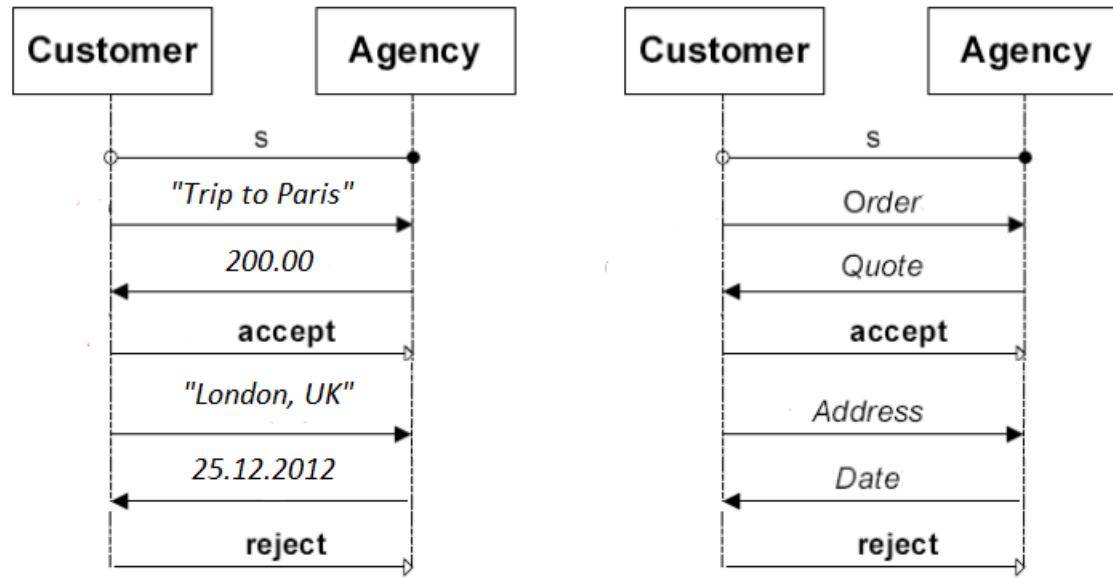 Customer
Agency
s
"Trip to Paris"
200.00
accept
"London, UK"
25.12.2012
reject
Customer
Agency
s
Order
Quote
accept
Address
Date
reject